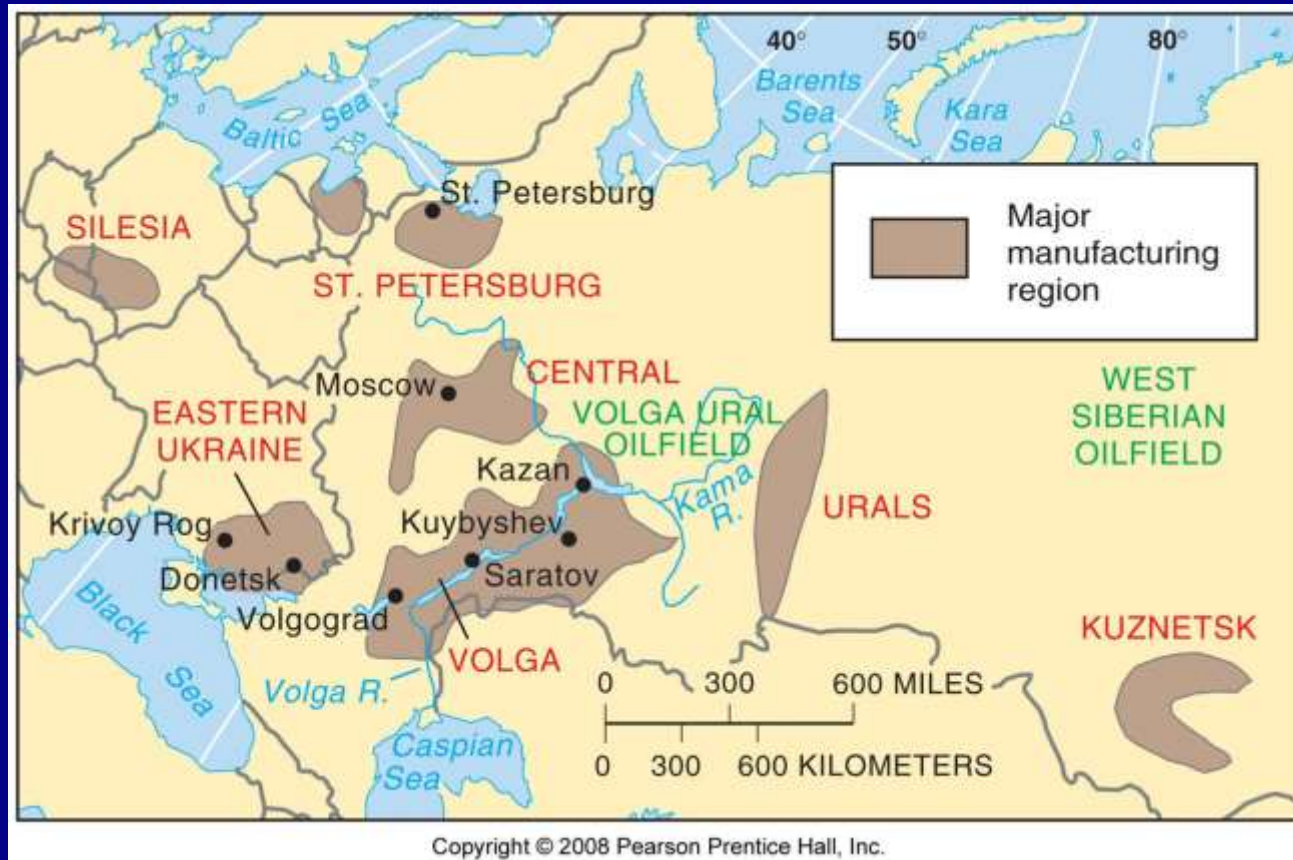 40° 50° 80°
Barents
Sea
Kara
Sea
Baltic Sea
Major
manufacturing
region
St. Petersburg
SILESIA
ST. PETERSBURG
Moscow
CENTRAL
VOLGA URAL
OILFIELD
WEST
SIBERIAN
OILFIELD
EASTERN
UKRAINE
Kazan
Kama
R.
URALS
Krivoy Rog
Kuybyshev
Donetsk
Saratov
Volgograd
Black
Sea
VOLGA
KUZNETSK
Volga R.
0 300 600 MILES
0 300 600 KILOMETERS
Caspian
Sea
Copyright © 2008 Pearson Prentice Hall, Inc.